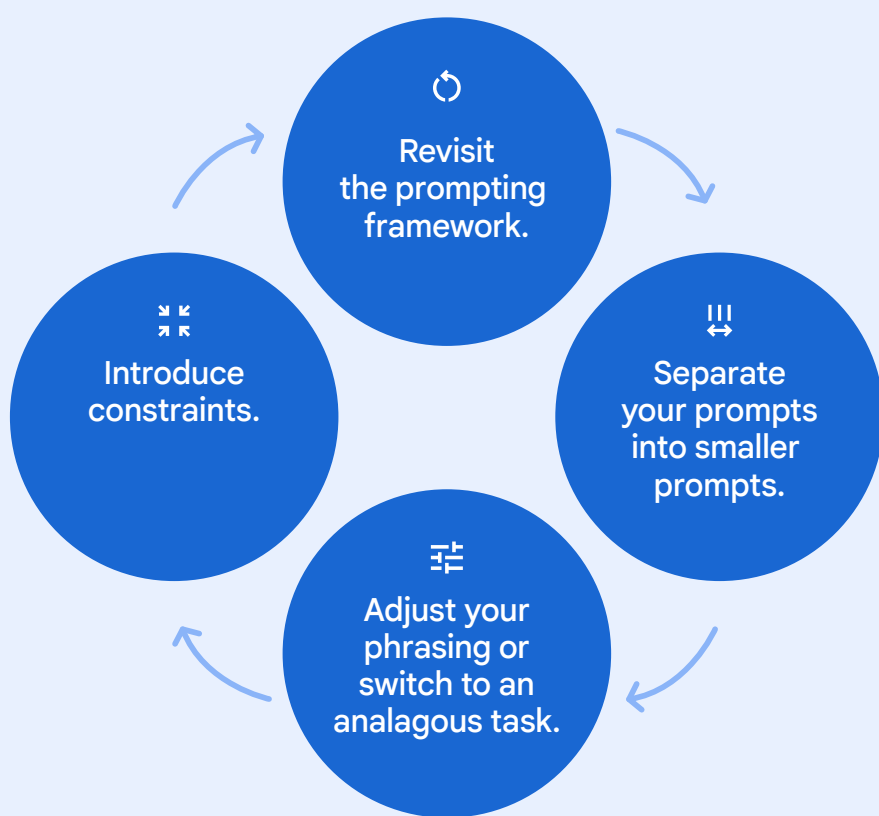 Revisit
the prompting
framework.
Separate
your prompts
into smaller
prompts.
Adjust your
phrasing or
switch to an
analagous task.
Introduce
constraints.